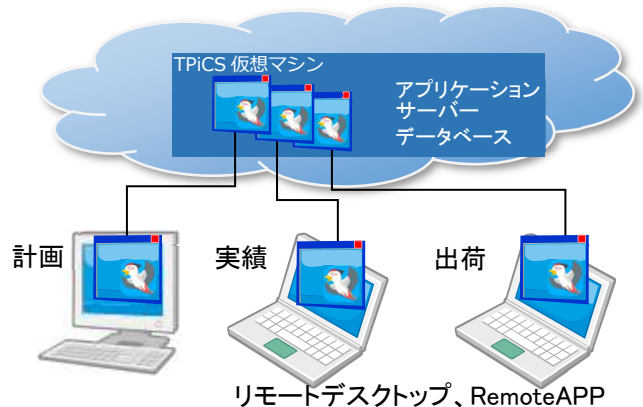 TPiCS 仮想マシン
アプリケーション
サーバー
データベース
計画
実績
出荷
リモートデスクトップ、RemoteAPP